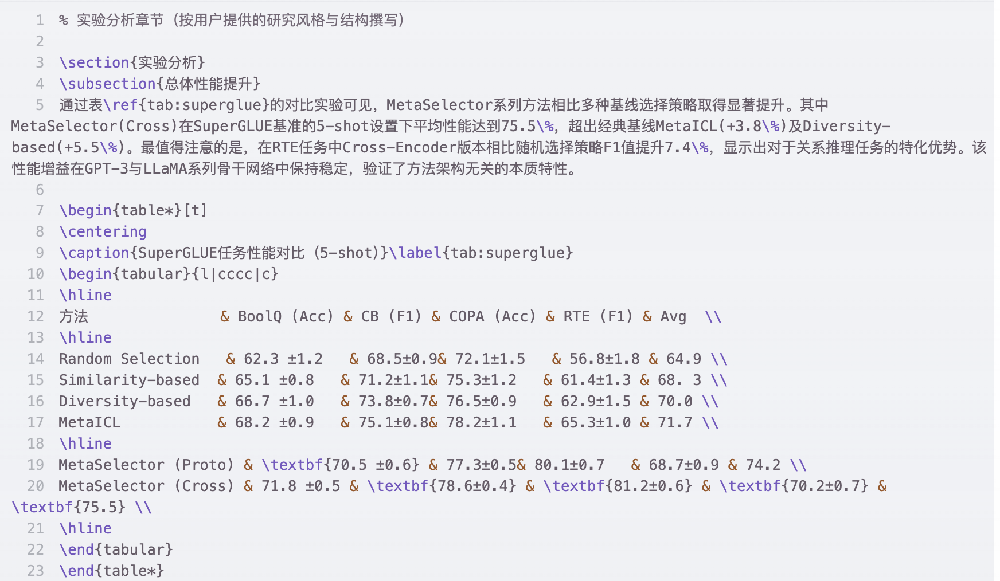 1 % 实验分析章节（按用户提供的研究风格与结构撰写）
2
3 \section{实验分析}
4 \subsection{总体性能提升}
5 通过表\ref{tab:superglue}的对比实验可见，MetaSelector系列方法相比多种基线选择策略取得显著提升。其中
MetaSelector(Cross)在SuperGLUE基准的5-shot设置下平均性能达到75.5\%，超出经典基线MetaICL(+3.8\%)及Diversity-
based(+5.5\%)。最值得注意的是，在RTE任务中Cross-Encoder版本相比随机选择策略F1值提升7.4\%，显示出对于关系推理任务的特化优势。该
性能增益在GPT-3与LLaMA系列骨干网络中保持稳定，验证了方法架构无关的本质特性。
6
7 \begin{table*}[t]
8 \centering
9 \caption{SuperGLUE任务性能对比（5-shot）}\label{tab:superglue}
10 \begin{tabular}{l|cccc|c}
11 \hline
12 方法 & BoolQ (Acc) & CB (F1) & COPA (Acc) & RTE (F1) & Avg \\
13 \hline
14 Random Selection & 62.3 ±1.2 & 68.5±0.9& 72.1±1.5 & 56.8±1.8 & 64.9 \\
15 Similarity-based & 65.1 ±0.8 & 71.2±1.1& 75.3±1.2 & 61.4±1.3 & 68. 3 \\
16 Diversity-based & 66.7 ±1.0 & 73.8±0.7& 76.5±0.9 & 62.9±1.5 & 70.0 \\
17 MetaICL & 68.2 ±0.9 & 75.1±0.8& 78.2±1.1 & 65.3±1.0 & 71.7 \\
18 \hline
19 MetaSelector (Proto) & \textbf{70.5 ±0.6} & 77.3±0.5& 80.1±0.7 & 68.7±0.9 & 74.2 \\
20 MetaSelector (Cross) & 71.8 ±0.5 & \textbf{78.6±0.4} & \textbf{81.2±0.6} & \textbf{70.2±0.7} &
\textbf{75.5} \\
21 \hline
22 \end{tabular}
23 \end{table*}